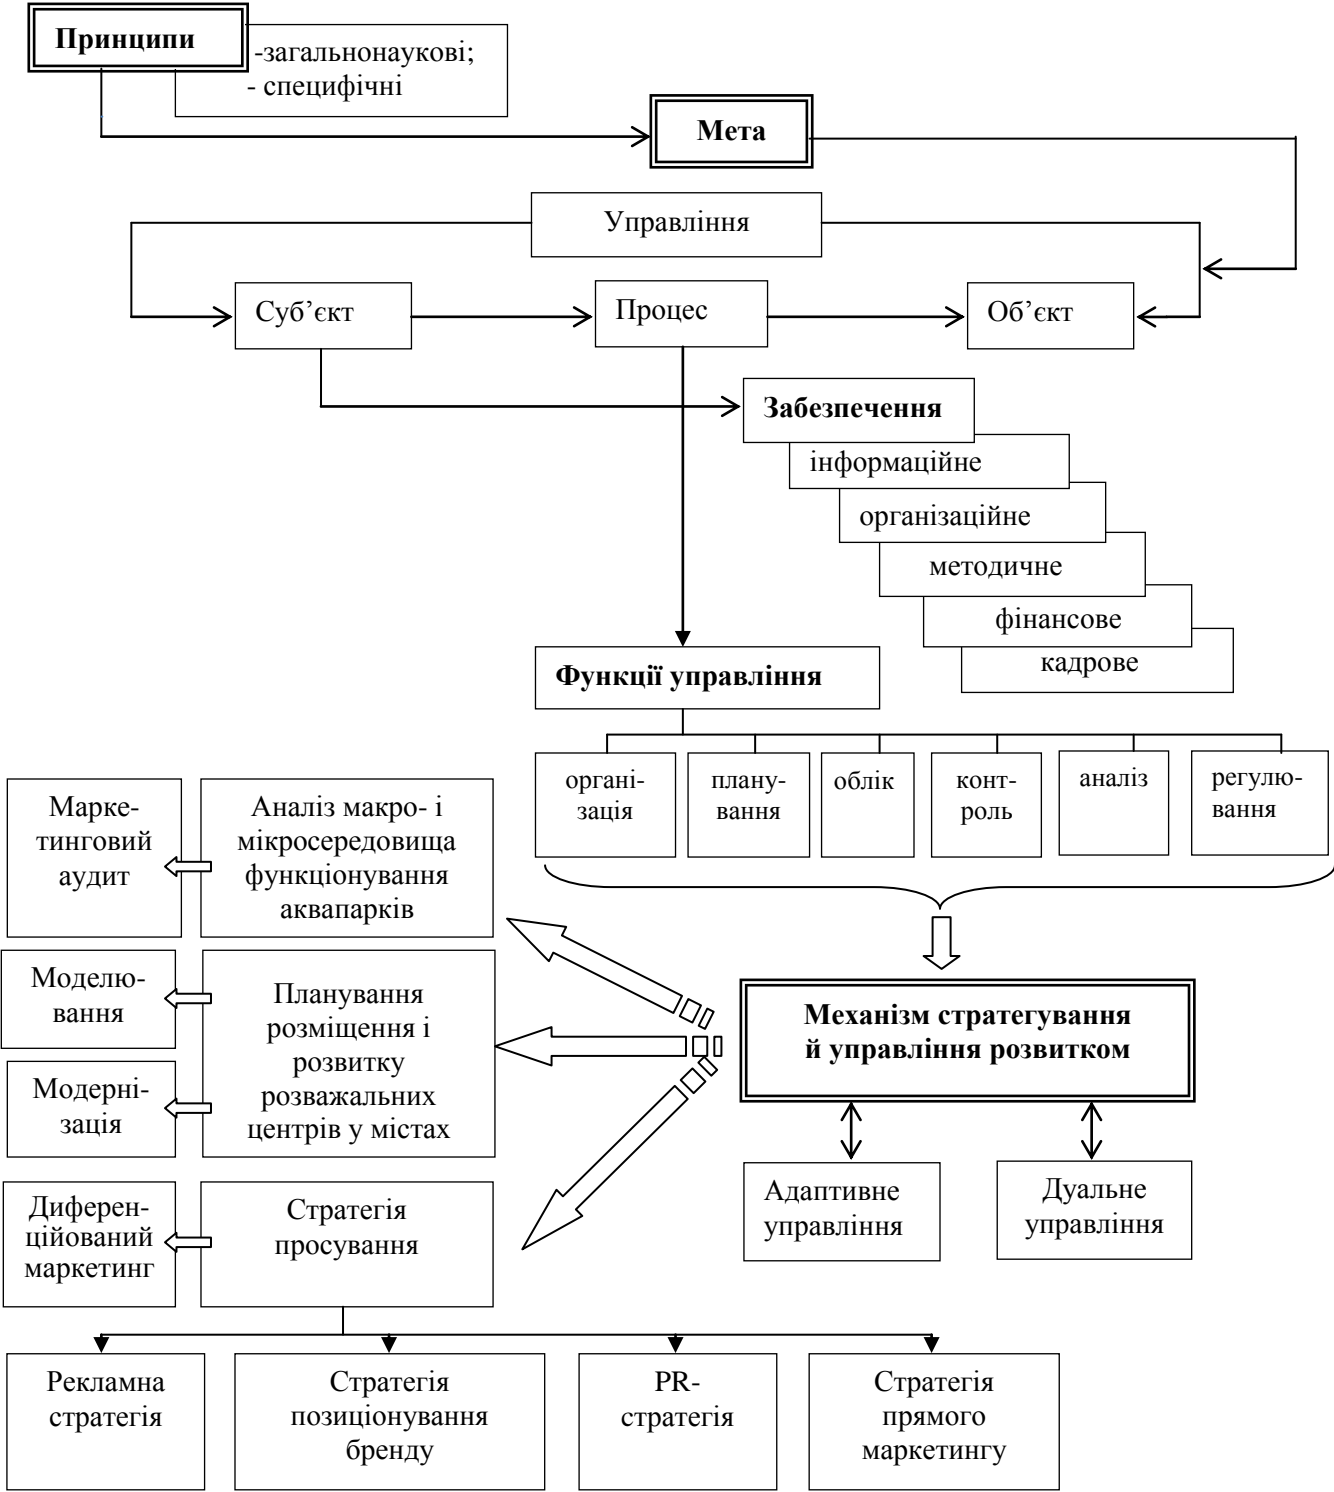 Принципи
-загальнонаукові;
- специфічні
Мета
Управління
Суб’єкт
Процес
Об’єкт
Забезпечення
інформаційне
організаційне
методичне
фінансове
кадрове
Функції управління
органі-
зація
плану-
вання
облік
конт-
роль
аналіз
регулю-
вання
Марке-
тинговий
аудит
Аналіз макро- і
мікросередовища
функціонування
аквапарків
Моделю-
вання
Модерні-
зація
Планування
розміщення і
розвитку
розважальних
центрів у містах
Механізм стратегування
й управління розвитком
Адаптивне
управління
Дуальне
управління
Диферен-
ційований
маркетинг
Стратегія
просування
Рекламна
стратегія
Стратегія
позиціонування
бренду
PR-
стратегія
Стратегія
прямого
маркетингу